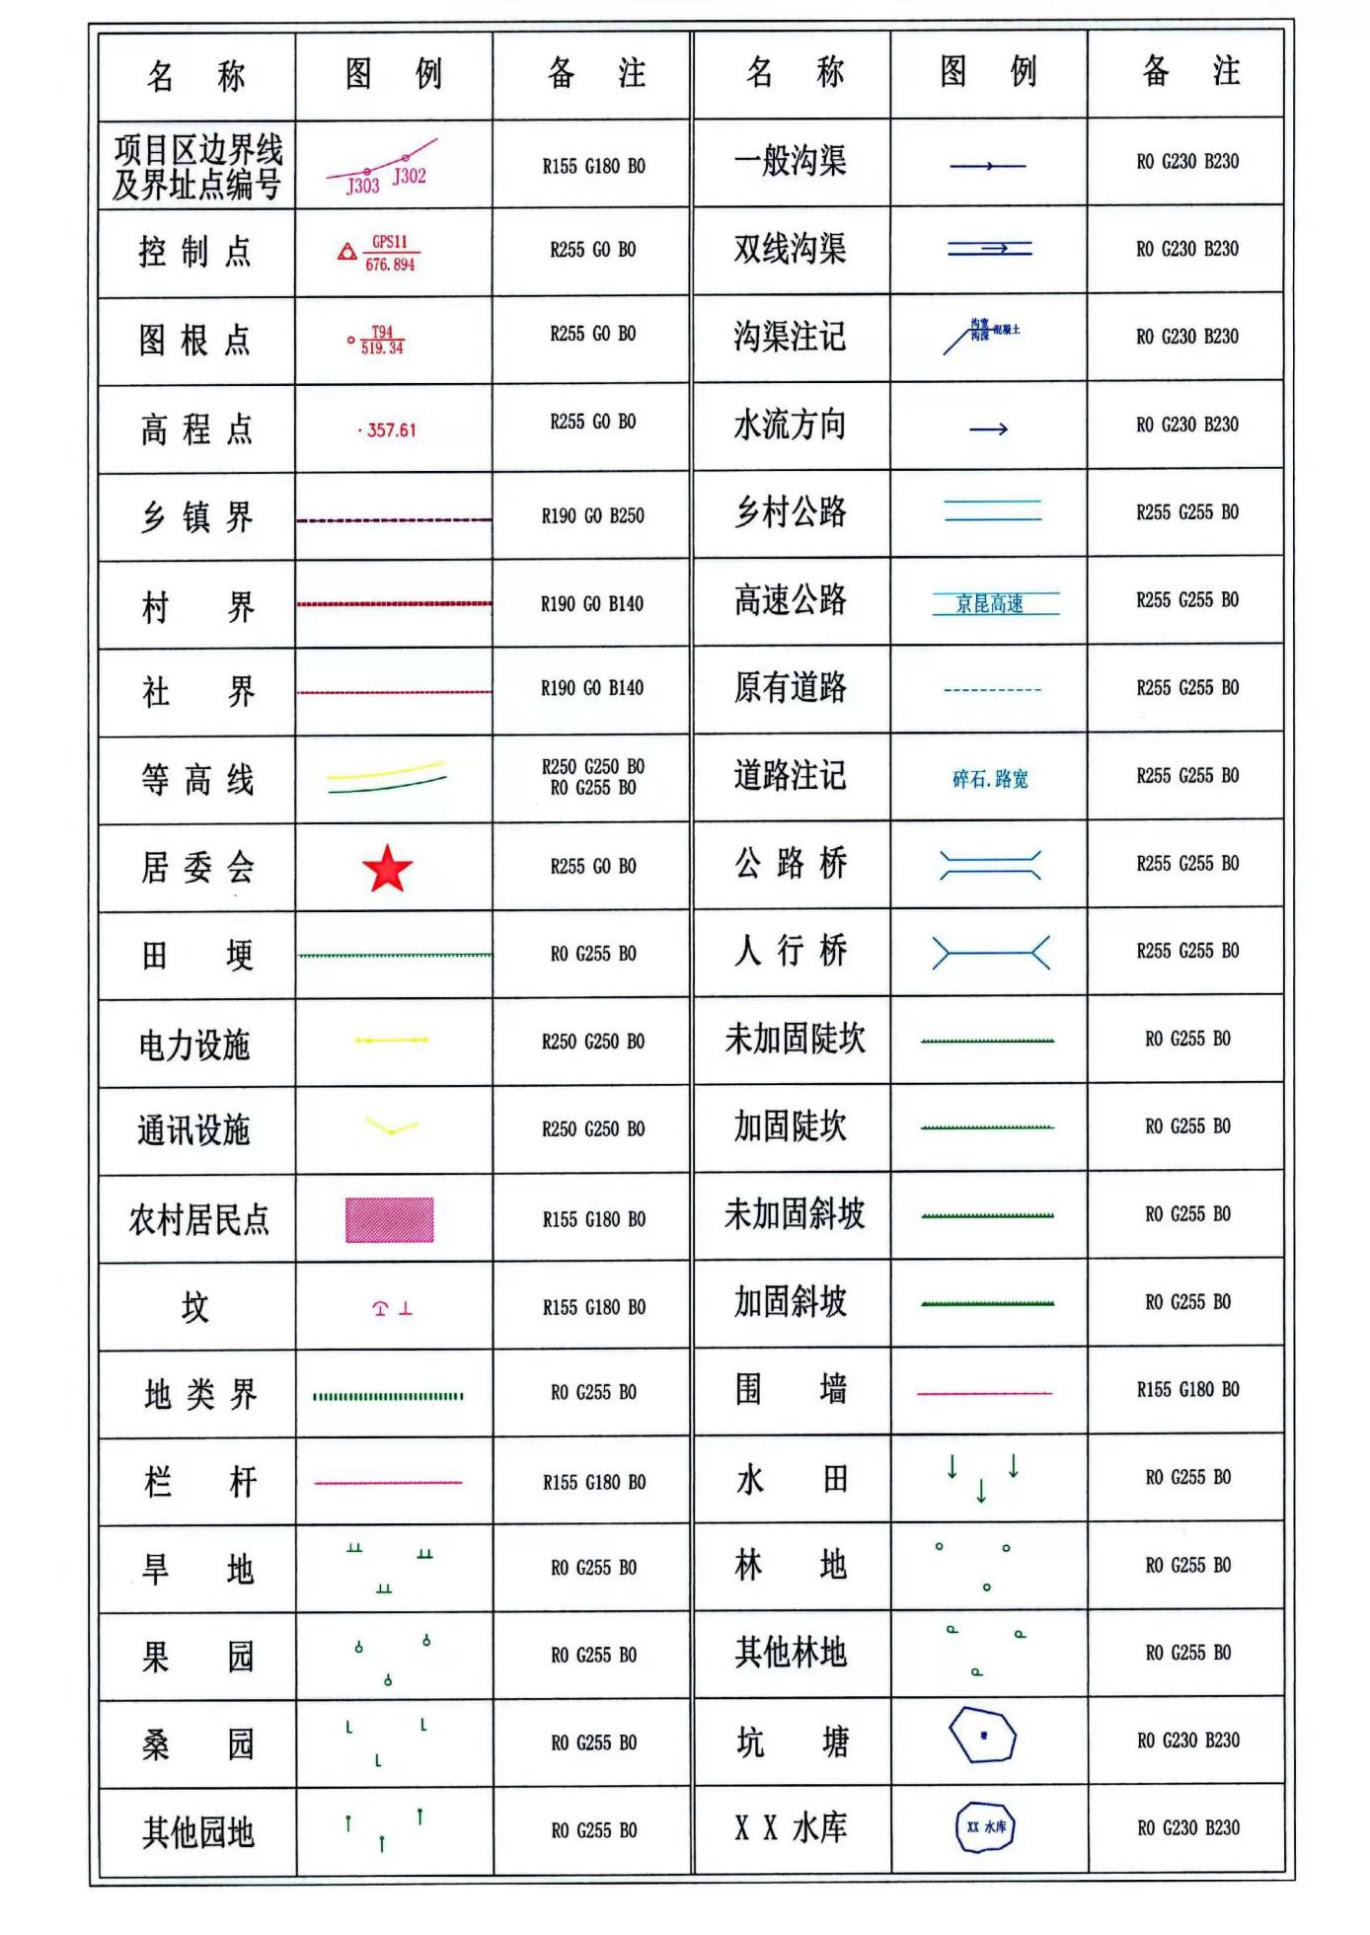 名 称 图 例 备 注 名 称 图 例 备 注
项目区边界线
及界址点编号
J303 J302
R155 G180 B0
一般沟渠
R0 G230 B230
控制点
GPS11
676.894
R255 G0 B0
双线沟渠
R0 G230 B230
图根点
T94
519.34
R255 G0 B0
沟渠注记
沟宽
沟深
混凝土
R0 G230 B230
高程点
·357.61
R255 G0 B0
水流方向
R0 G230 B230
乡镇界
R190 G0 B250
乡村公路
R255 G255 B0
村 界
R190 G0 B140
高速公路
京昆高速
R255 G255 B0
社 界
R190 G0 B140
原有道路
R255 G255 B0
等高线
R250 G250 B0
R0 G255 B0
道路注记
碎石.路宽
R255 G255 B0
居委会
R255 G0 B0
公路桥
R255 G255 B0
田 埂
R0 G255 B0
人行桥
R255 G255 B0
电力设施
R250 G250 B0
未加固陡坎
R0 G255 B0
通讯设施
R250 G250 B0
加固陡坎
R0 G255 B0
农村居民点
R155 G180 B0
未加固斜坡
R0 G255 B0
坟
R155 G180 B0
加固斜坡
R0 G255 B0
地类界
R0 G255 B0
围 墙
R155 G180 B0
栏 杆
R155 G180 B0
水 田
R0 G255 B0
旱 地
R0 G255 B0
林 地
R0 G255 B0
果 园
R0 G255 B0
其他林地
R0 G255 B0
桑 园
R0 G255 B0
坑 塘
R0 G230 B230
其他园地
R0 G255 B0
X X 水库
XX 水库
R0 G230 B230